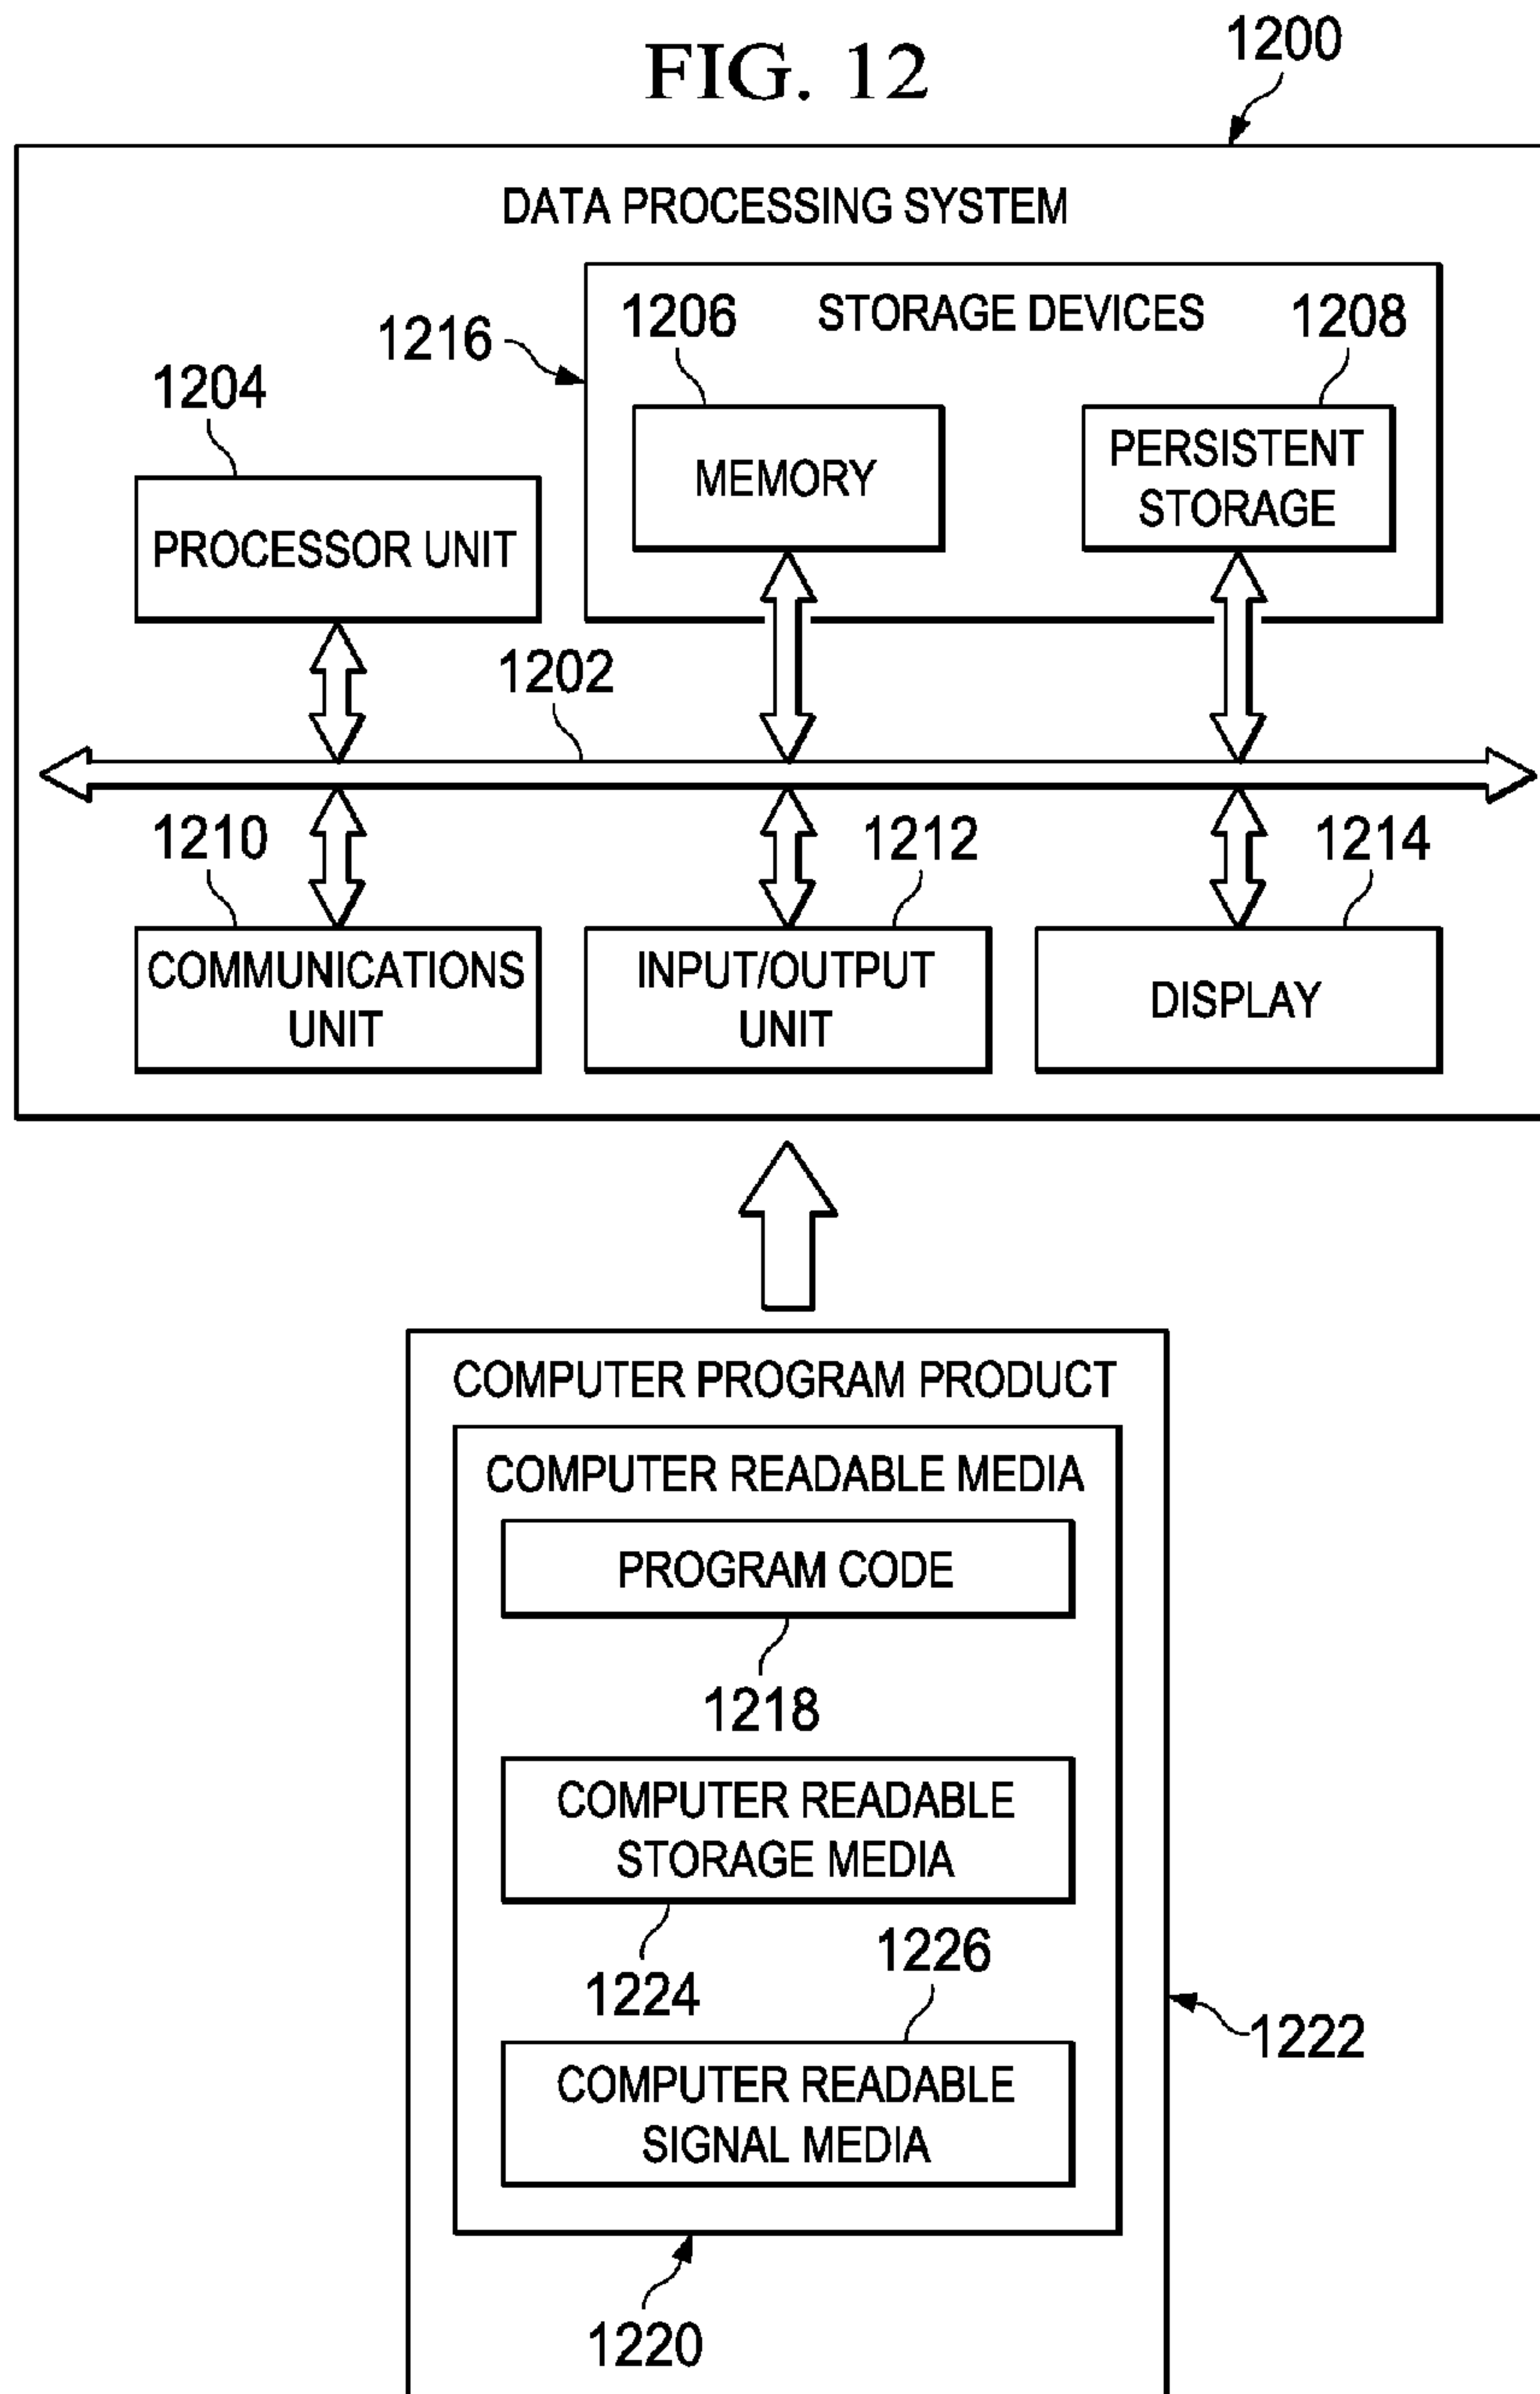 FIG. 12
1200
DATA PROCESSING SYSTEM
1216
1206
STORAGE DEVICES
1208
1204
MEMORY
PERSISTENT
STORAGE
PROCESSOR UNIT
1202
1210
1212
1214
COMMUNICATIONS
UNIT
INPUT/OUTPUT
UNIT
DISPLAY
COMPUTER PROGRAM PRODUCT
COMPUTER READABLE MEDIA
PROGRAM CODE
1218
COMPUTER READABLE
STORAGE MEDIA
1224
1226
COMPUTER READABLE
SIGNAL MEDIA
1222
1220